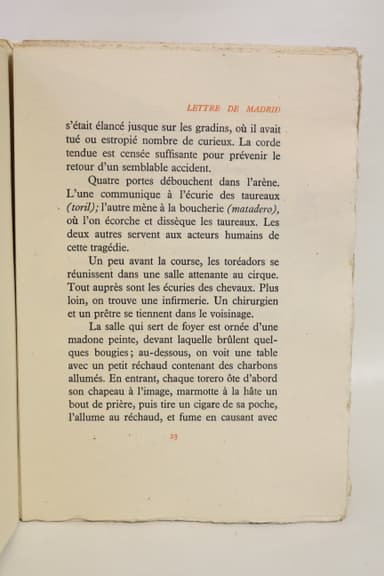 LETTRE DE MADRID
s'était élancé jusque sur les gradins, où il avait
tué ou estropié nombre de curieux. La corde
tendue est censée suffisante pour prévenir le
retour d'un semblable accident.
Quatre portes débouchent dans l'arène.
L'une communique à l'écurie des taureaux
(toril); l'autre mène à la boucherie (matadero),
où l'on écorche et dissèque les taureaux. Les
deux autres servent aux acteurs humains de
cette tragédie.
Un peu avant la course, les toréadors se
réunissent dans une salle attenante au cirque.
Tout auprès sont les écuries des chevaux. Plus
loin, on trouve une infirmerie. Un chirurgien
et un prêtre se tiennent dans le voisinage.
La salle qui sert de foyer est ornée d'une
madone peinte, devant laquelle brûlent quel-
ques bougies; au-dessous, on voit une table
avec un petit réchaud contenant des charbons
allumés. En entrant, chaque torero ôte d'abord
son chapeau à l'image, marmotte à la hâte un
bout de prière, puis tire un cigare de sa poche,
l'allume au réchaud, et fume en causant avec
25